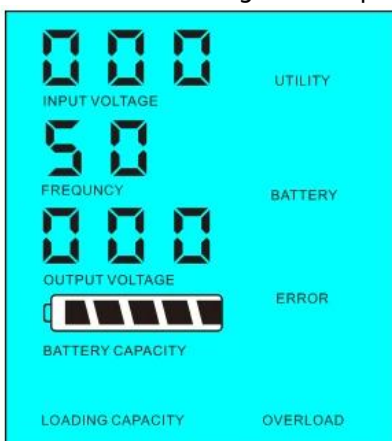 000
UTILITY
INPUT VOLTAGE
50
FREQUNCY
BATTERY
000
OUTPUT VOLTAGE
ERROR
BATTERY CAPACITY
LOADING CAPACITY
OVERLOAD